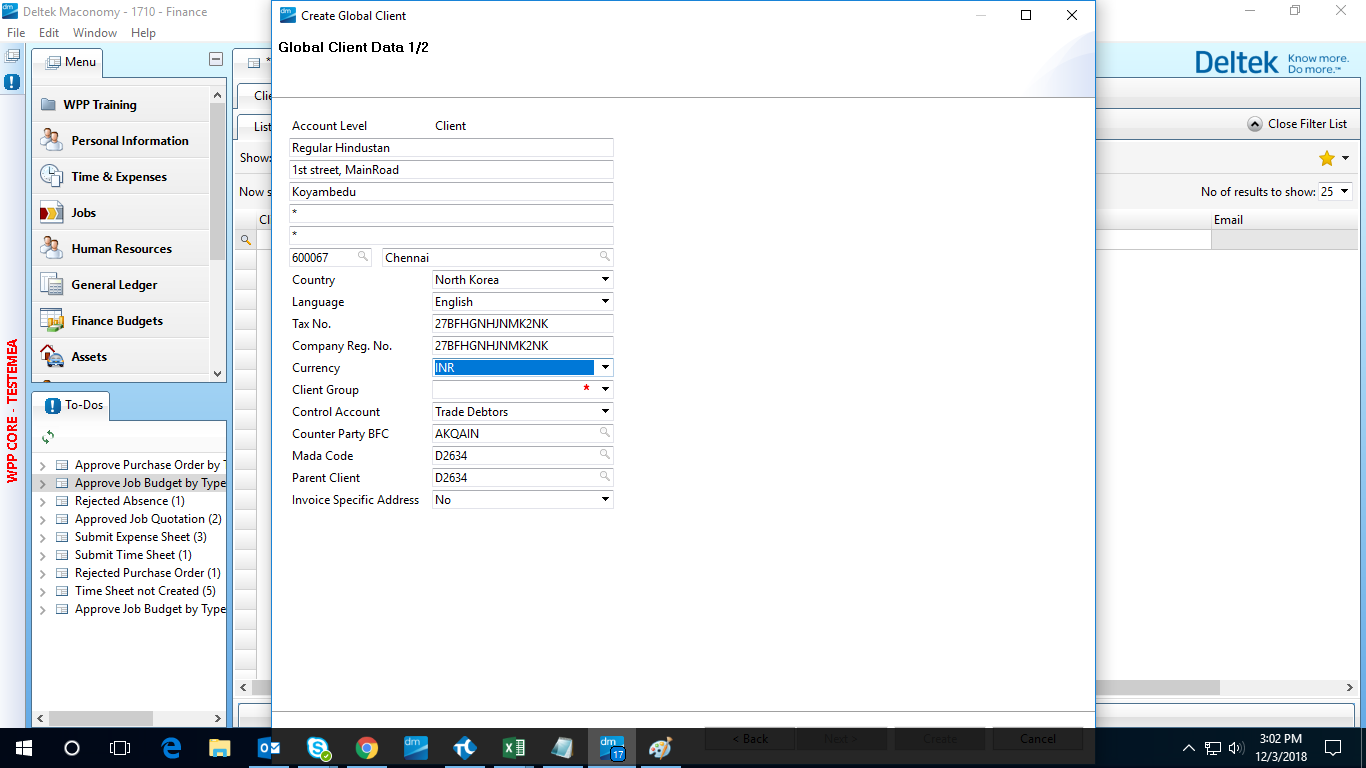 Deltek Maconomy - 1710 - Finance
File Edit Window Help
Menu
WPP Training
Personal Information
Time & Expenses
Jobs
Human Resources
General Ledger
Finance Budgets
Assets
WPP CORE - TESTEMEA
To-Dos
Approve Purchase Order by
Approve Job Budget by Type
Rejected Absence (1)
Approved Job Quotation (2)
Submit Expense Sheet (3)
Submit Time Sheet (1)
Rejected Purchase Order (1)
Time Sheet not Created (5)
Approve Job Budget by Type
*
Clie
List
Show:
Now s
Cl
dm Create Global Client
Global Client Data 1/2
Account Level Client
Regular Hindustan
1st street, MainRoad
Koyambedu
*
*
600067 Chennai
Country North Korea
Language English
Tax No. 27BFHGNHJNMK2NK
Company Reg. No. 27BFHGNHJNMK2NK
Currency INR
Client Group *
Control Account Trade Debtors
Counter Party BFC AKQAIN
Mada Code D2634
Parent Client D2634
Invoice Specific Address No
< Back Next > Create Cancel
Deltek Know more.
Do more.™
Close Filter List
No of results to show: 25
Email
dm
dm 17
3:02 PM
12/3/2018